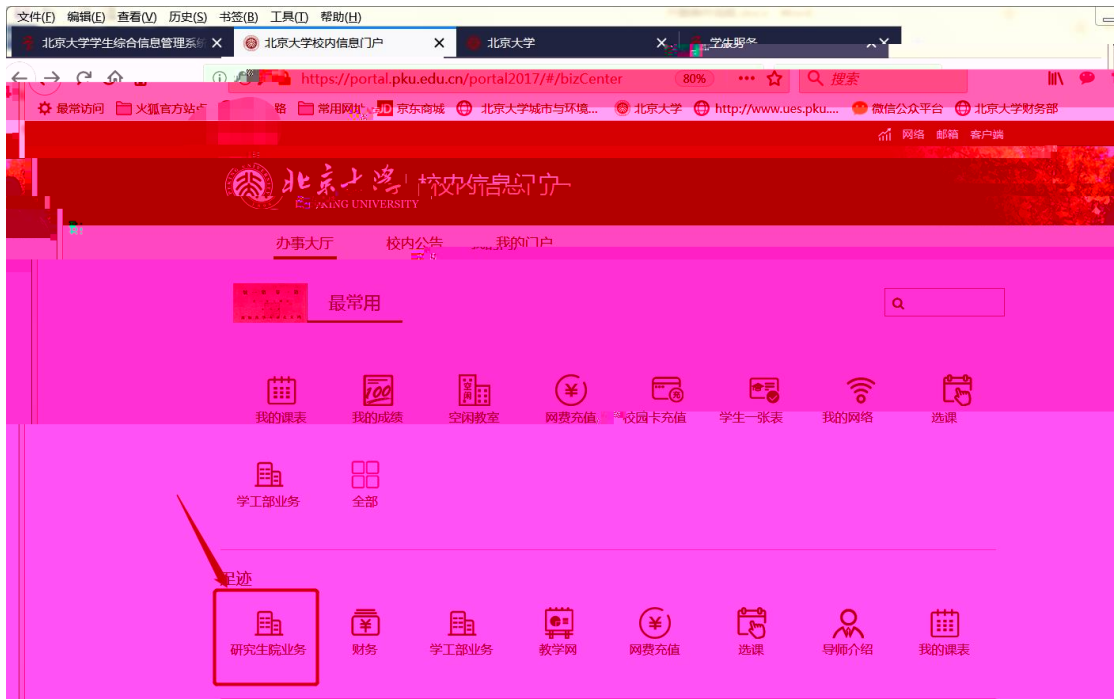 文件(F) 编辑(E) 查看(V) 历史(S) 书签(B) 工具(T) 帮助(H)
北京大学学生综合信息管理系统 北京大学校内信息门户 北京大学 学生服务
https://portal.pku.edu.cn/portal2017/#/bizCenter 80% 搜索
最常访问 火狐官方站点 常用网址 JD 京东商城 北京大学城市与环境... 北京大学 http://www.ues.pku.... 微信公众平台 北京大学财务部
网络 邮箱 客户端
北京大学 校内信息门户
PEKING UNIVERSITY
办事大厅 校内公告 我的门户
最常用
100 空闲
我的课表 我的成绩 空闲教室 网费充值 校园卡充值 学生一张表 我的网络 选课
学工部业务 全部
足迹
研究生院业务 财务 学工部业务 教学网 网费充值 选课 导师介绍 我的课表